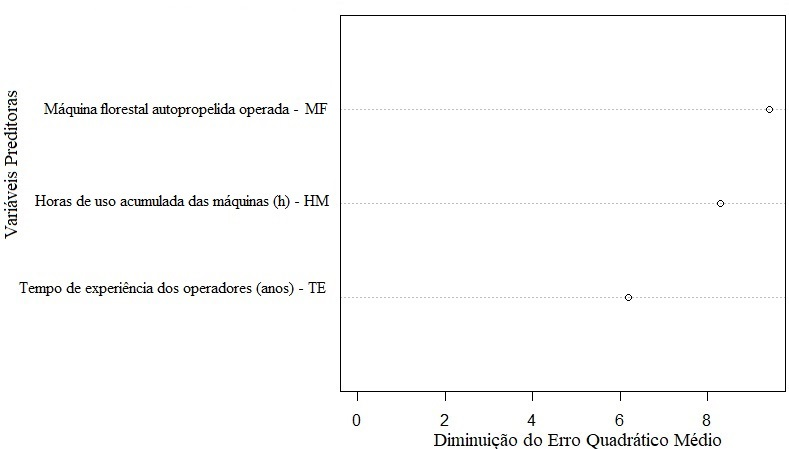 Variáveis Preditoras
Máquina florestal autopropelida operada - MF
Horas de uso acumulada das máquinas (h) - HM
Tempo de experiência dos operadores (anos) - TE
0 2 4 6 8
Diminuição do Erro Quadrático Médio